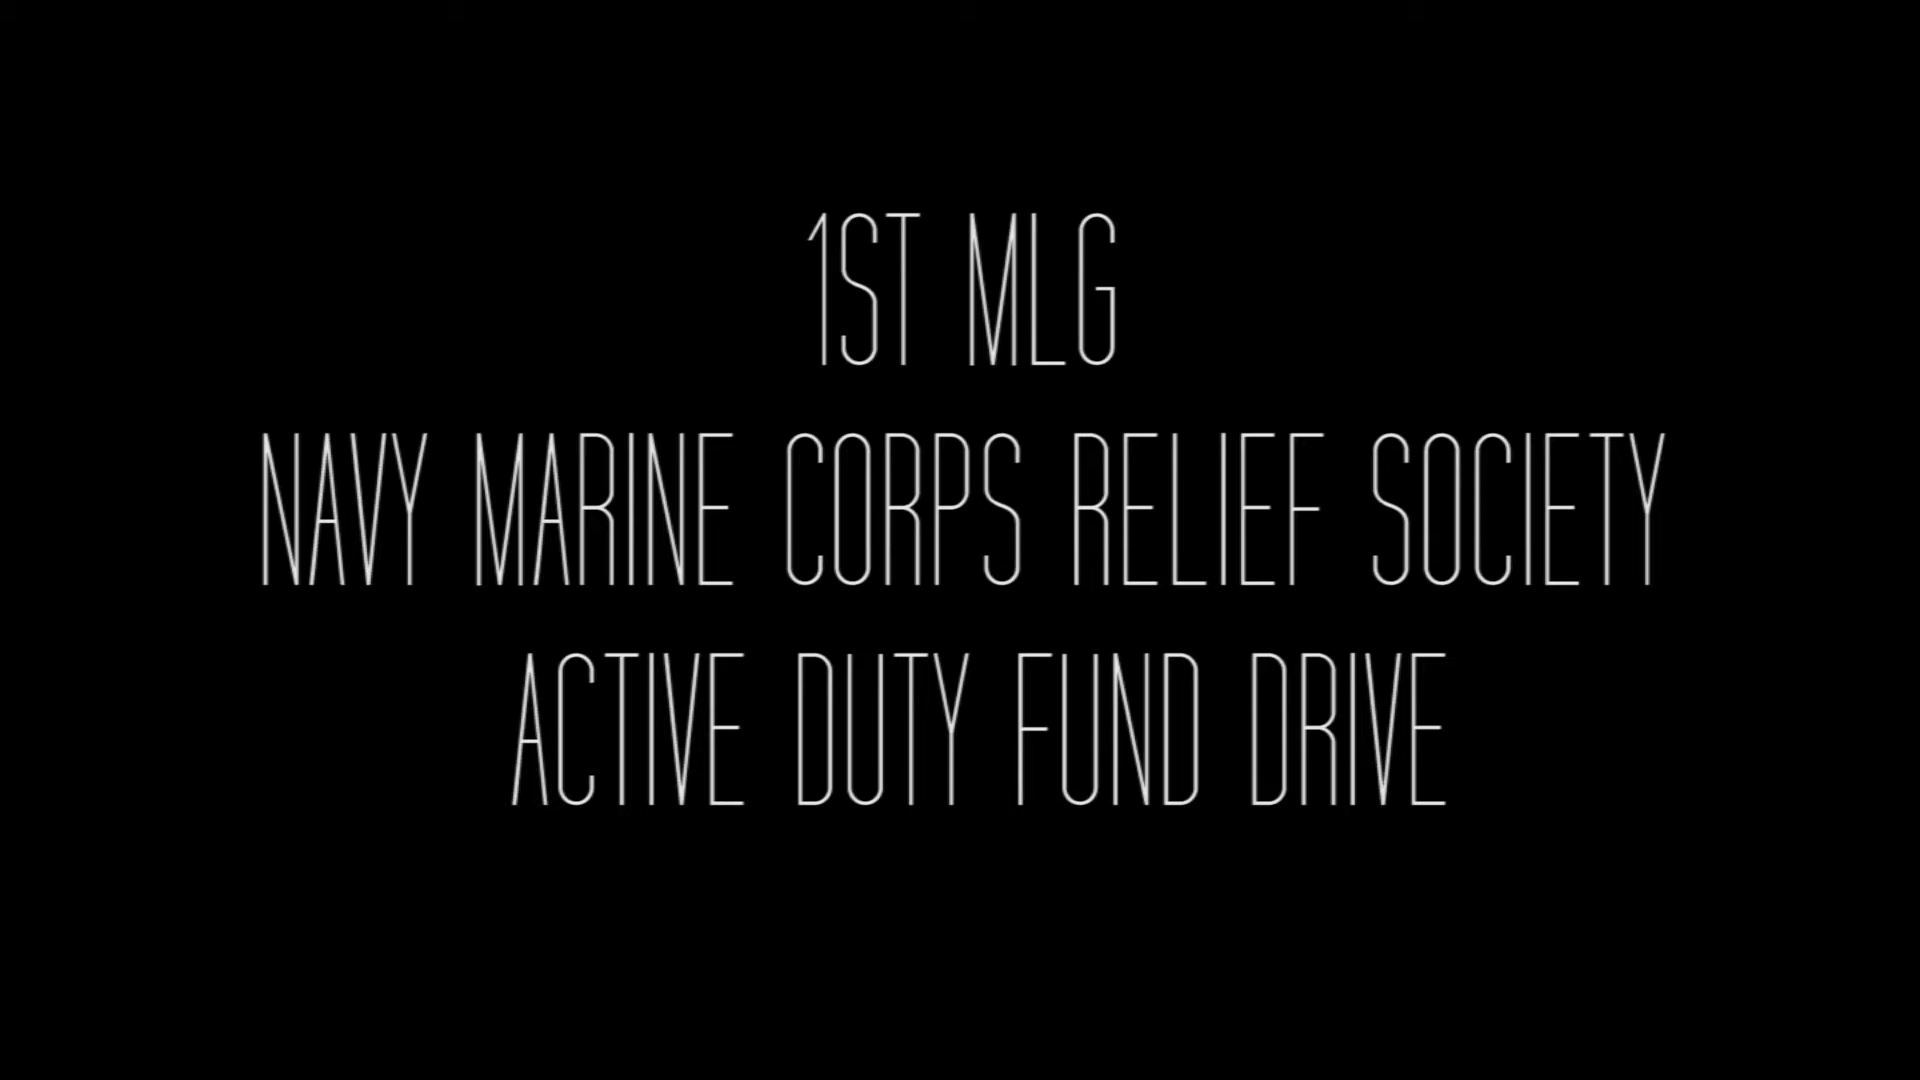 1ST MLG
NAVY MARINE CORPS RELIEF SOCIETY
ACTIVE DUTY FUND DRIVE